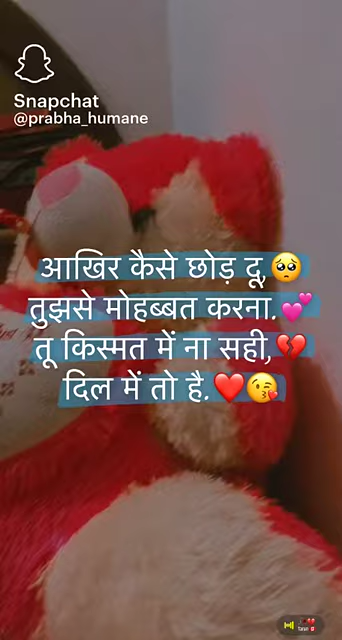 Snapchat
@prabha_humane
आखिर कैसे छोड़ दू,🥺
तुझसे मोहब्बत करना.💕
तू किस्मत में ना सही,💔
दिल में तो है.❤️😘